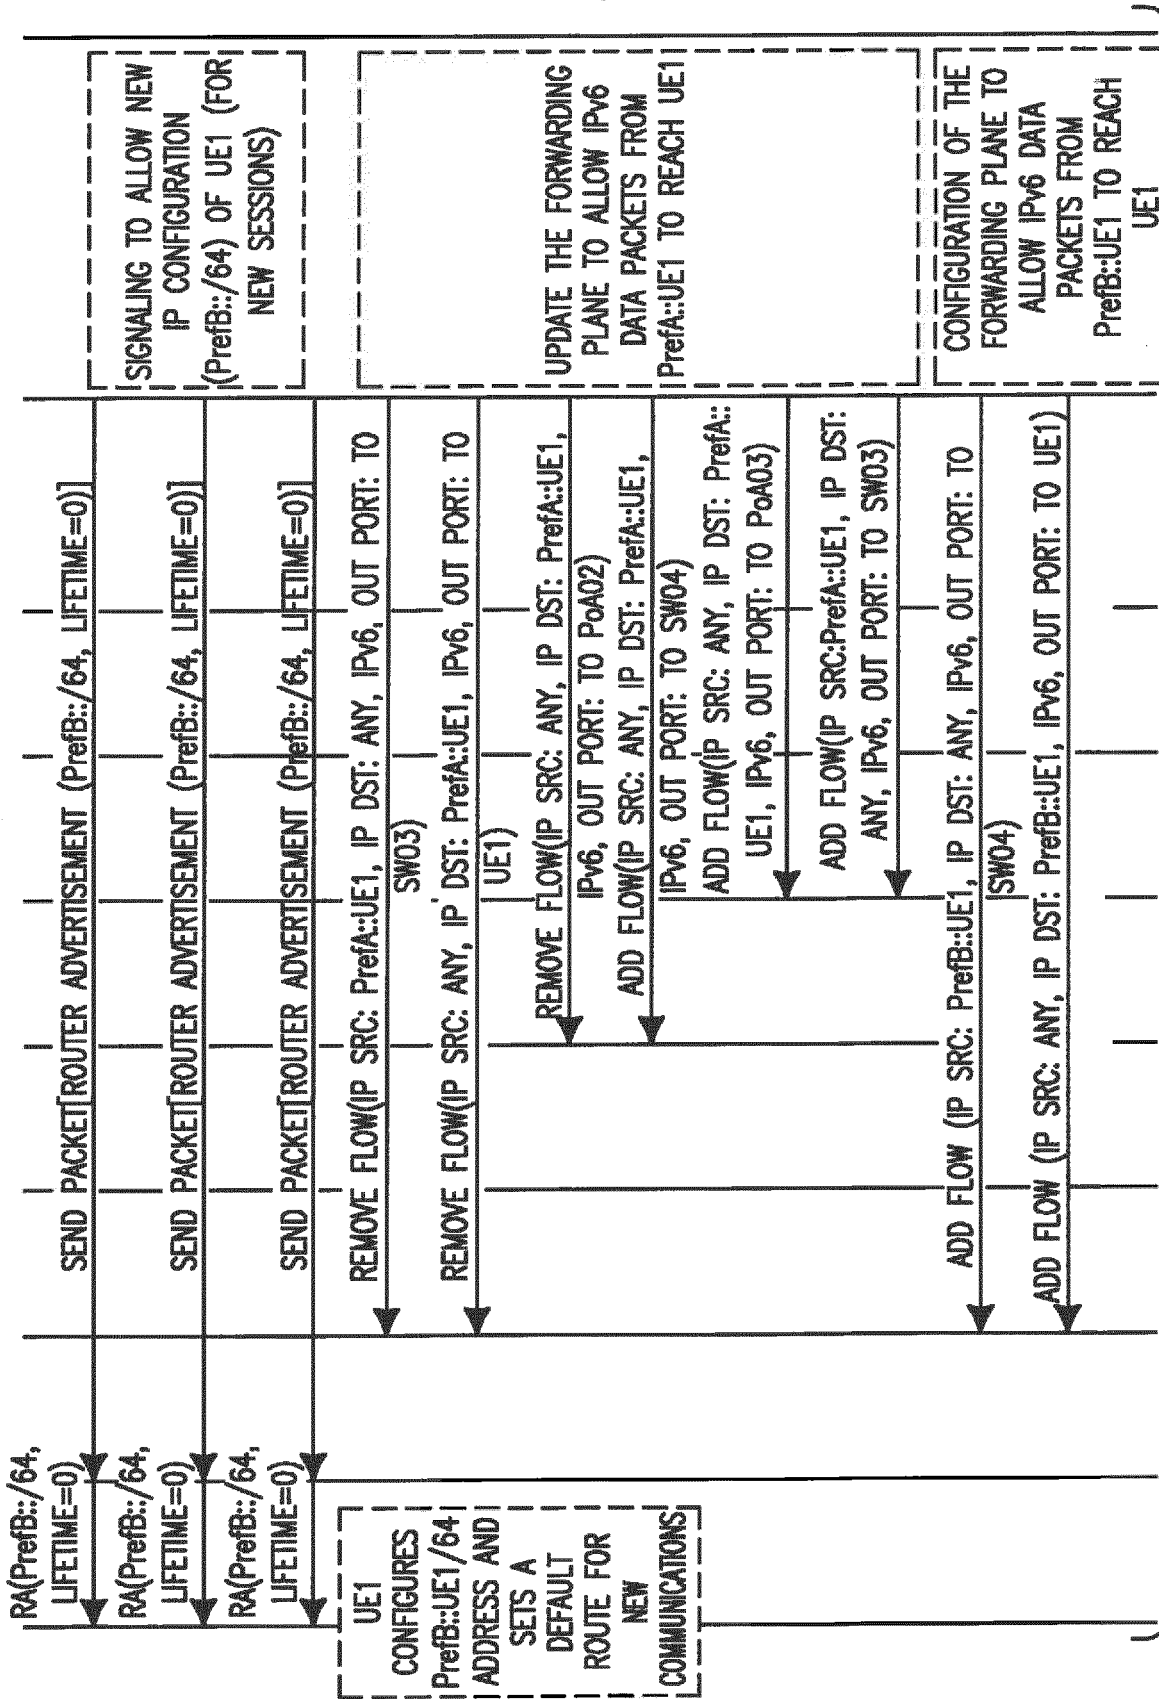 RA(PrefB::/64,
LIFETIME=0)
SEND PACKET[ROUTER ADVERTISEMENT (PrefB::/64, LIFETIME=0)]
RA(PrefB::/64,
LIFETIME=0)
SEND PACKET[ROUTER ADVERTISEMENT (PrefB::/64, LIFETIME=0)]
RA(PrefB::/64,
LIFETIME=0)
SEND PACKET[ROUTER ADVERTISEMENT (PrefB::/64, LIFETIME=0)]
SIGNALING TO ALLOW NEW
IP CONFIGURATION
(PrefB::/64) OF UE1 (FOR
NEW SESSIONS)
UE1
CONFIGURES
PrefB::UE1/64
ADDRESS AND
SETS A
DEFAULT
ROUTE FOR
NEW
COMMUNICATIONS
REMOVE FLOW(IP SRC: PrefA::UE1, IP DST: ANY, IPv6, OUT PORT: TO
SW03)
REMOVE FLOW(IP SRC: ANY, IP DST: PrefA::UE1, IPv6, OUT PORT: TO
UE1)
REMOVE FLOW(IP SRC: ANY, IP DST: PrefA::UE1,
IPv6, OUT PORT: TO PoA02)
ADD FLOW(IP SRC: ANY, IP DST: PrefA::UE1,
IPv6, OUT PORT: TO SW04)
ADD FLOW(IP SRC: ANY, IP DST: PrefA::
UE1, IPv6, OUT PORT: TO PoA03)
ADD FLOW(IP SRC:PrefA::UE1, IP DST:
ANY, IPv6, OUT PORT: TO SW03)
UPDATE THE FORWARDING
PLANE TO ALLOW IPv6
DATA PACKETS FROM
PrefA::UE1 TO REACH UE1
ADD FLOW (IP SRC: PrefB::UE1, IP DST: ANY, IPv6, OUT PORT: TO
SW04)
ADD FLOW (IP SRC: ANY, IP DST: PrefB::UE1, IPv6, OUT PORT: TO UE1)
CONFIGURATION OF THE
FORWARDING PLANE TO
ALLOW IPv6 DATA
PACKETS FROM
PrefB::UE1 TO REACH
UE1